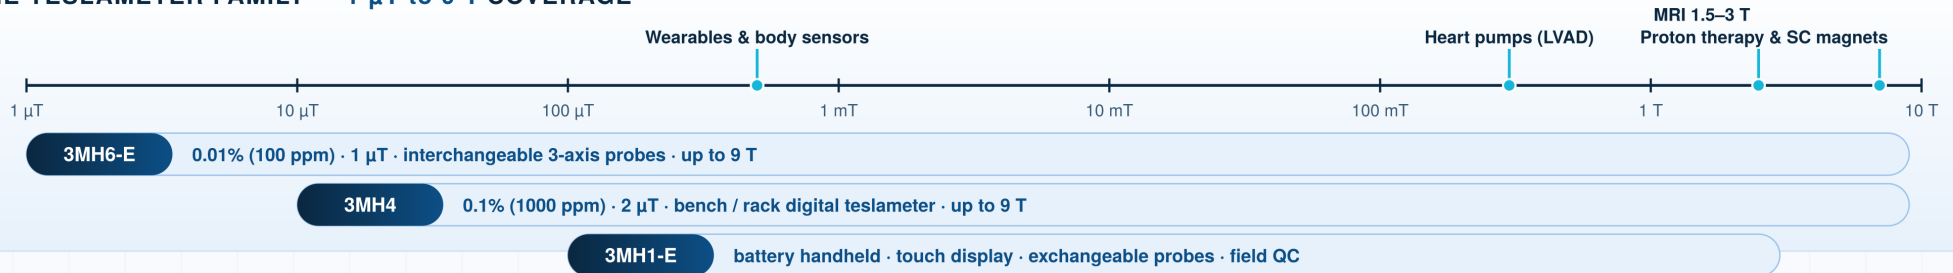 TESLAMETER FAMILY
COVERAGE
MRI 1.5–3 T
Wearables & body sensors
Heart pumps (LVAD)
Proton therapy & SC magnets
1 µT
10 µT
100 µT
1 mT
10 mT
100 mT
1 T
10 T
3MH6-E
0.01% (100 ppm) · 1 µT · interchangeable 3-axis probes · up to 9 T
3MH4
0.1% (1000 ppm) · 2 µT · bench / rack digital teslameter · up to 9 T
3MH1-E
battery handheld · touch display · exchangeable probes · field QC